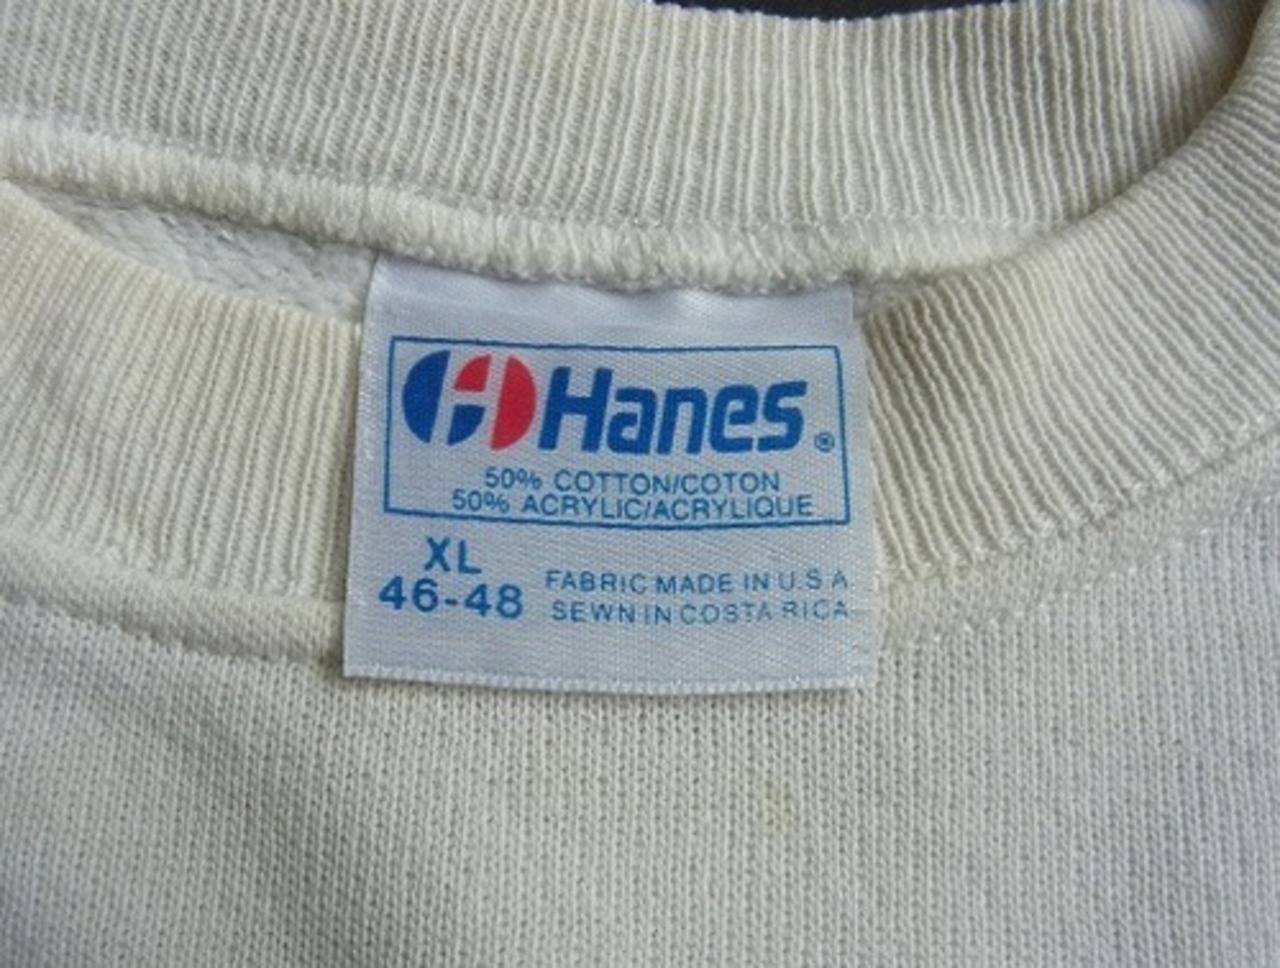 Hanes®
50% COTTON/COTON
50% ACRYLIC/ACRYLIQUE
XL
46-48
FABRIC MADE IN U.S.A
SEWN IN COSTA RICA